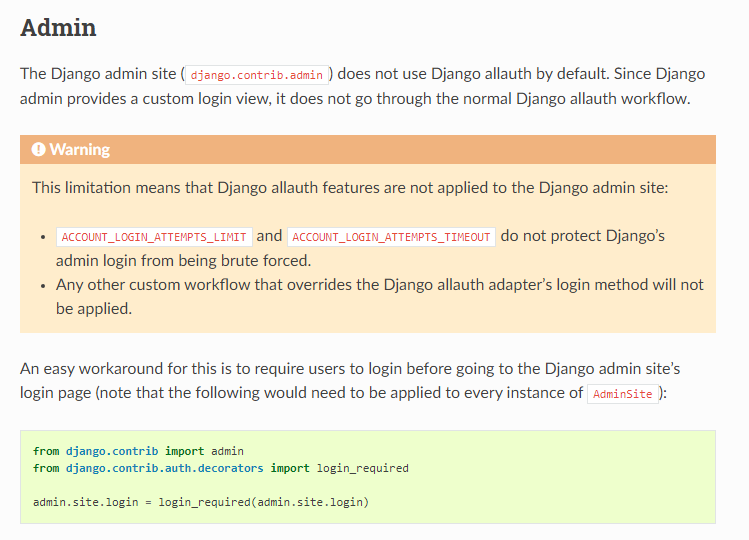 Admin
The Django admin site (django.contrib.admin) does not use Django allauth by default. Since Django
admin provides a custom login view, it does not go through the normal Django allauth workflow.
Warning
This limitation means that Django allauth features are not applied to the Django admin site:
• ACCOUNT_LOGIN_ATTEMPTS_LIMIT and ACCOUNT_LOGIN_ATTEMPTS_TIMEOUT do not protect Django’s
admin login from being brute forced.
• Any other custom workflow that overrides the Django allauth adapter’s login method will not
be applied.
An easy workaround for this is to require users to login before going to the Django admin site’s
login page (note that the following would need to be applied to every instance of AdminSite):
from django.contrib import admin
from django.contrib.auth.decorators import login_required
admin.site.login = login_required(admin.site.login)